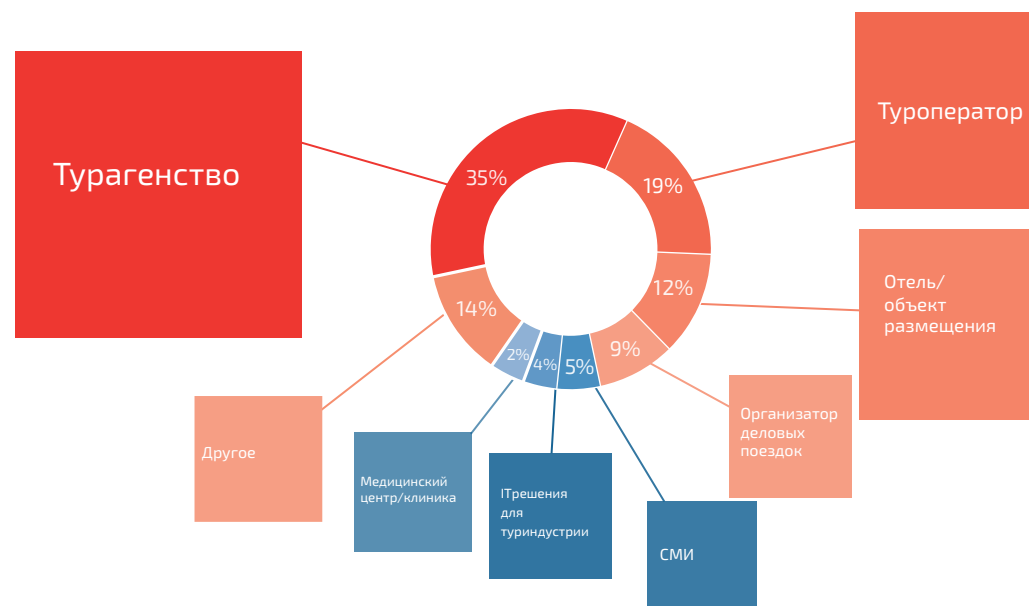 Турагенство
Туроператор
35%
19%
Отель/
объект
размещения
12%
14%
9%
2%
4%
5%
Организатор
деловых
поездок
Другое
Медицинский
центр/клиника
ITрешения
для
туриндустрии
СМИ